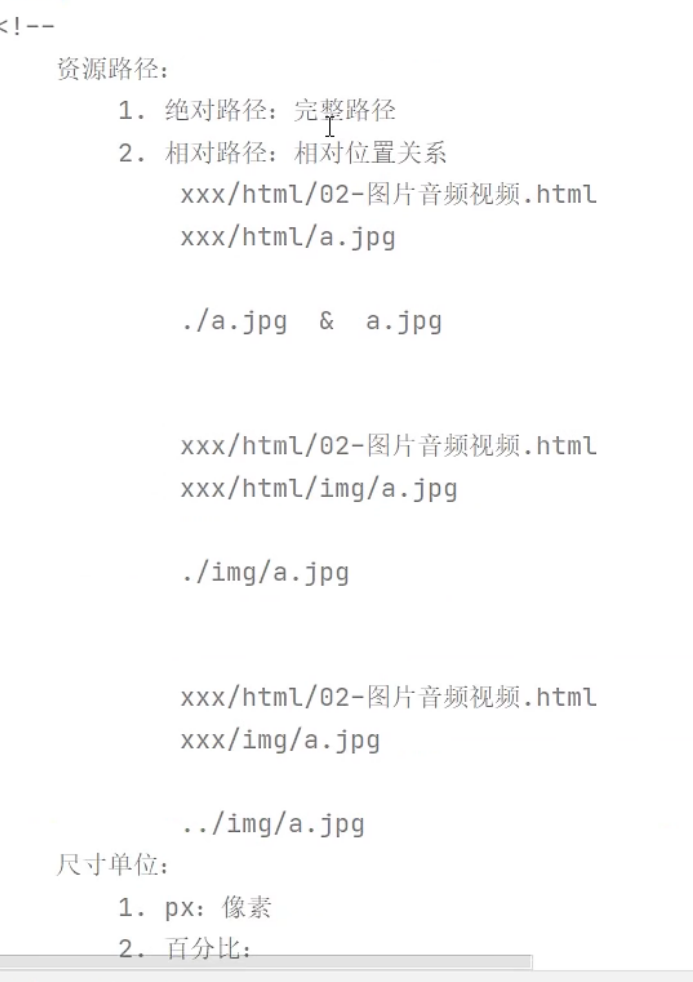 <!--
资源路径：
1. 绝对路径：完整路径
2. 相对路径：相对位置关系
xxx/html/02-图片音频视频.html
xxx/html/a.jpg
./a.jpg  &  a.jpg
xxx/html/02-图片音频视频.html
xxx/html/img/a.jpg
./img/a.jpg
xxx/html/02-图片音频视频.html
xxx/img/a.jpg
../img/a.jpg
尺寸单位：
1. px：像素
2. 百分比：